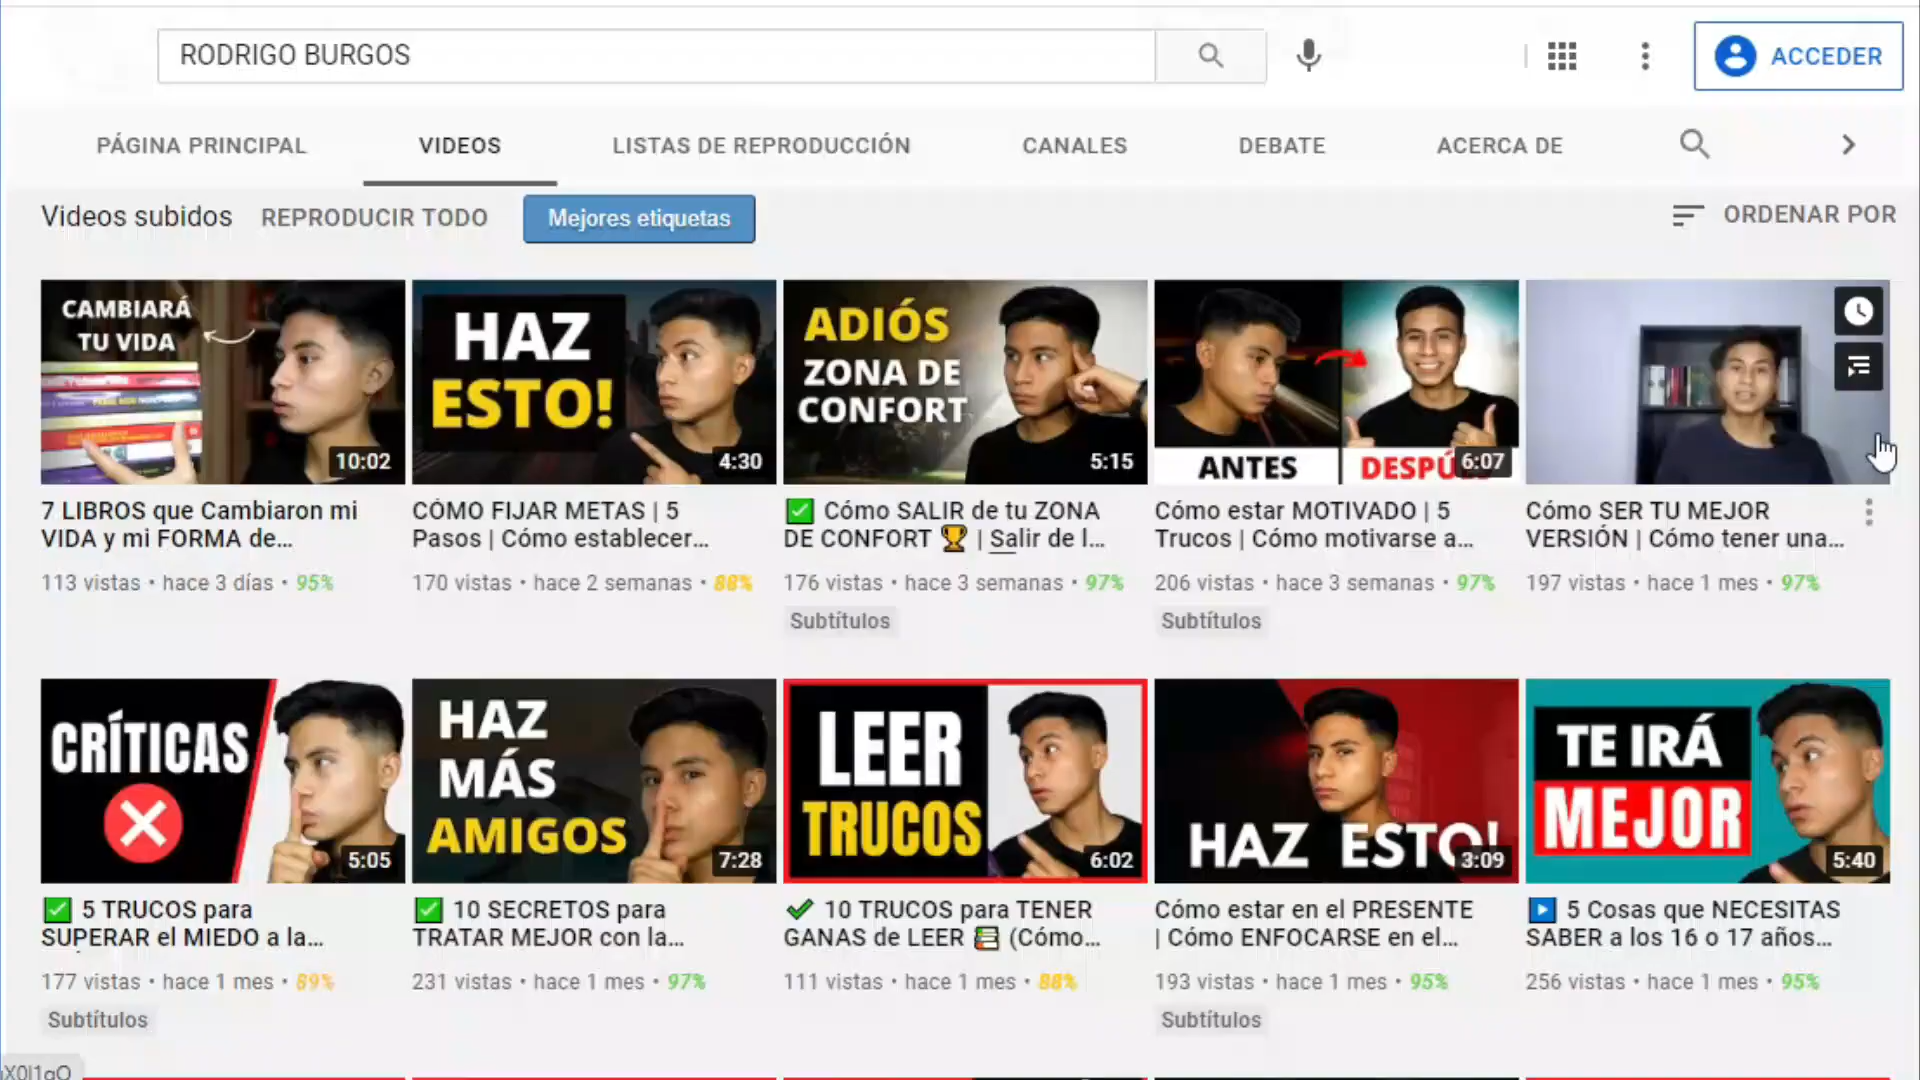 RODRIGO BURGOS
ACCEDER
PÁGINA PRINCIPAL
VIDEOS
LISTAS DE REPRODUCCIÓN
CANALES
DEBATE
ACERCA DE
Videos subidos
REPRODUCIR TODO
Mejores etiquetas
ORDENAR POR
CAMBIARÁ
TU VIDA
10:02
HAZ
ESTO!
4:30
ADIÓS
ZONA DE
CONFORT
5:15
ANTES
6:07
7 LIBROS que Cambiaron mi
VIDA y mi FORMA de...
113 vistas • hace 3 días • 95%
CÓMO FIJAR METAS | 5
Pasos | Cómo establecer...
170 vistas • hace 2 semanas • 88%
✅ Cómo SALIR de tu ZONA
DE CONFORT 🏆 | Salir de l...
176 vistas • hace 3 semanas • 97%
Subtítulos
Cómo estar MOTIVADO | 5
Trucos | Cómo motivarse a...
206 vistas • hace 3 semanas • 97%
Subtítulos
Cómo SER TU MEJOR
VERSIÓN | Cómo tener una...
197 vistas • hace 1 mes • 97%
CRÍTICAS
5:05
HAZ
MÁS
AMIGOS
7:28
LEER
TRUCOS
6:02
HAZ ESTO!
3:09
TE IRÁ
MEJOR
5:40
✅ 5 TRUCOS para
SUPERAR el MIEDO a la...
177 vistas • hace 1 mes • 89%
Subtítulos
✅ 10 SECRETOS para
TRATAR MEJOR con la...
231 vistas • hace 1 mes • 97%
✔ 10 TRUCOS para TENER
GANAS de LEER 📚 (Cómo...
111 vistas • hace 1 mes • 88%
Cómo estar en el PRESENTE
| Cómo ENFOCARSE en el...
193 vistas • hace 1 mes • 95%
Subtítulos
▶ 5 Cosas que NECESITAS
SABER a los 16 o 17 años...
256 vistas • hace 1 mes • 95%